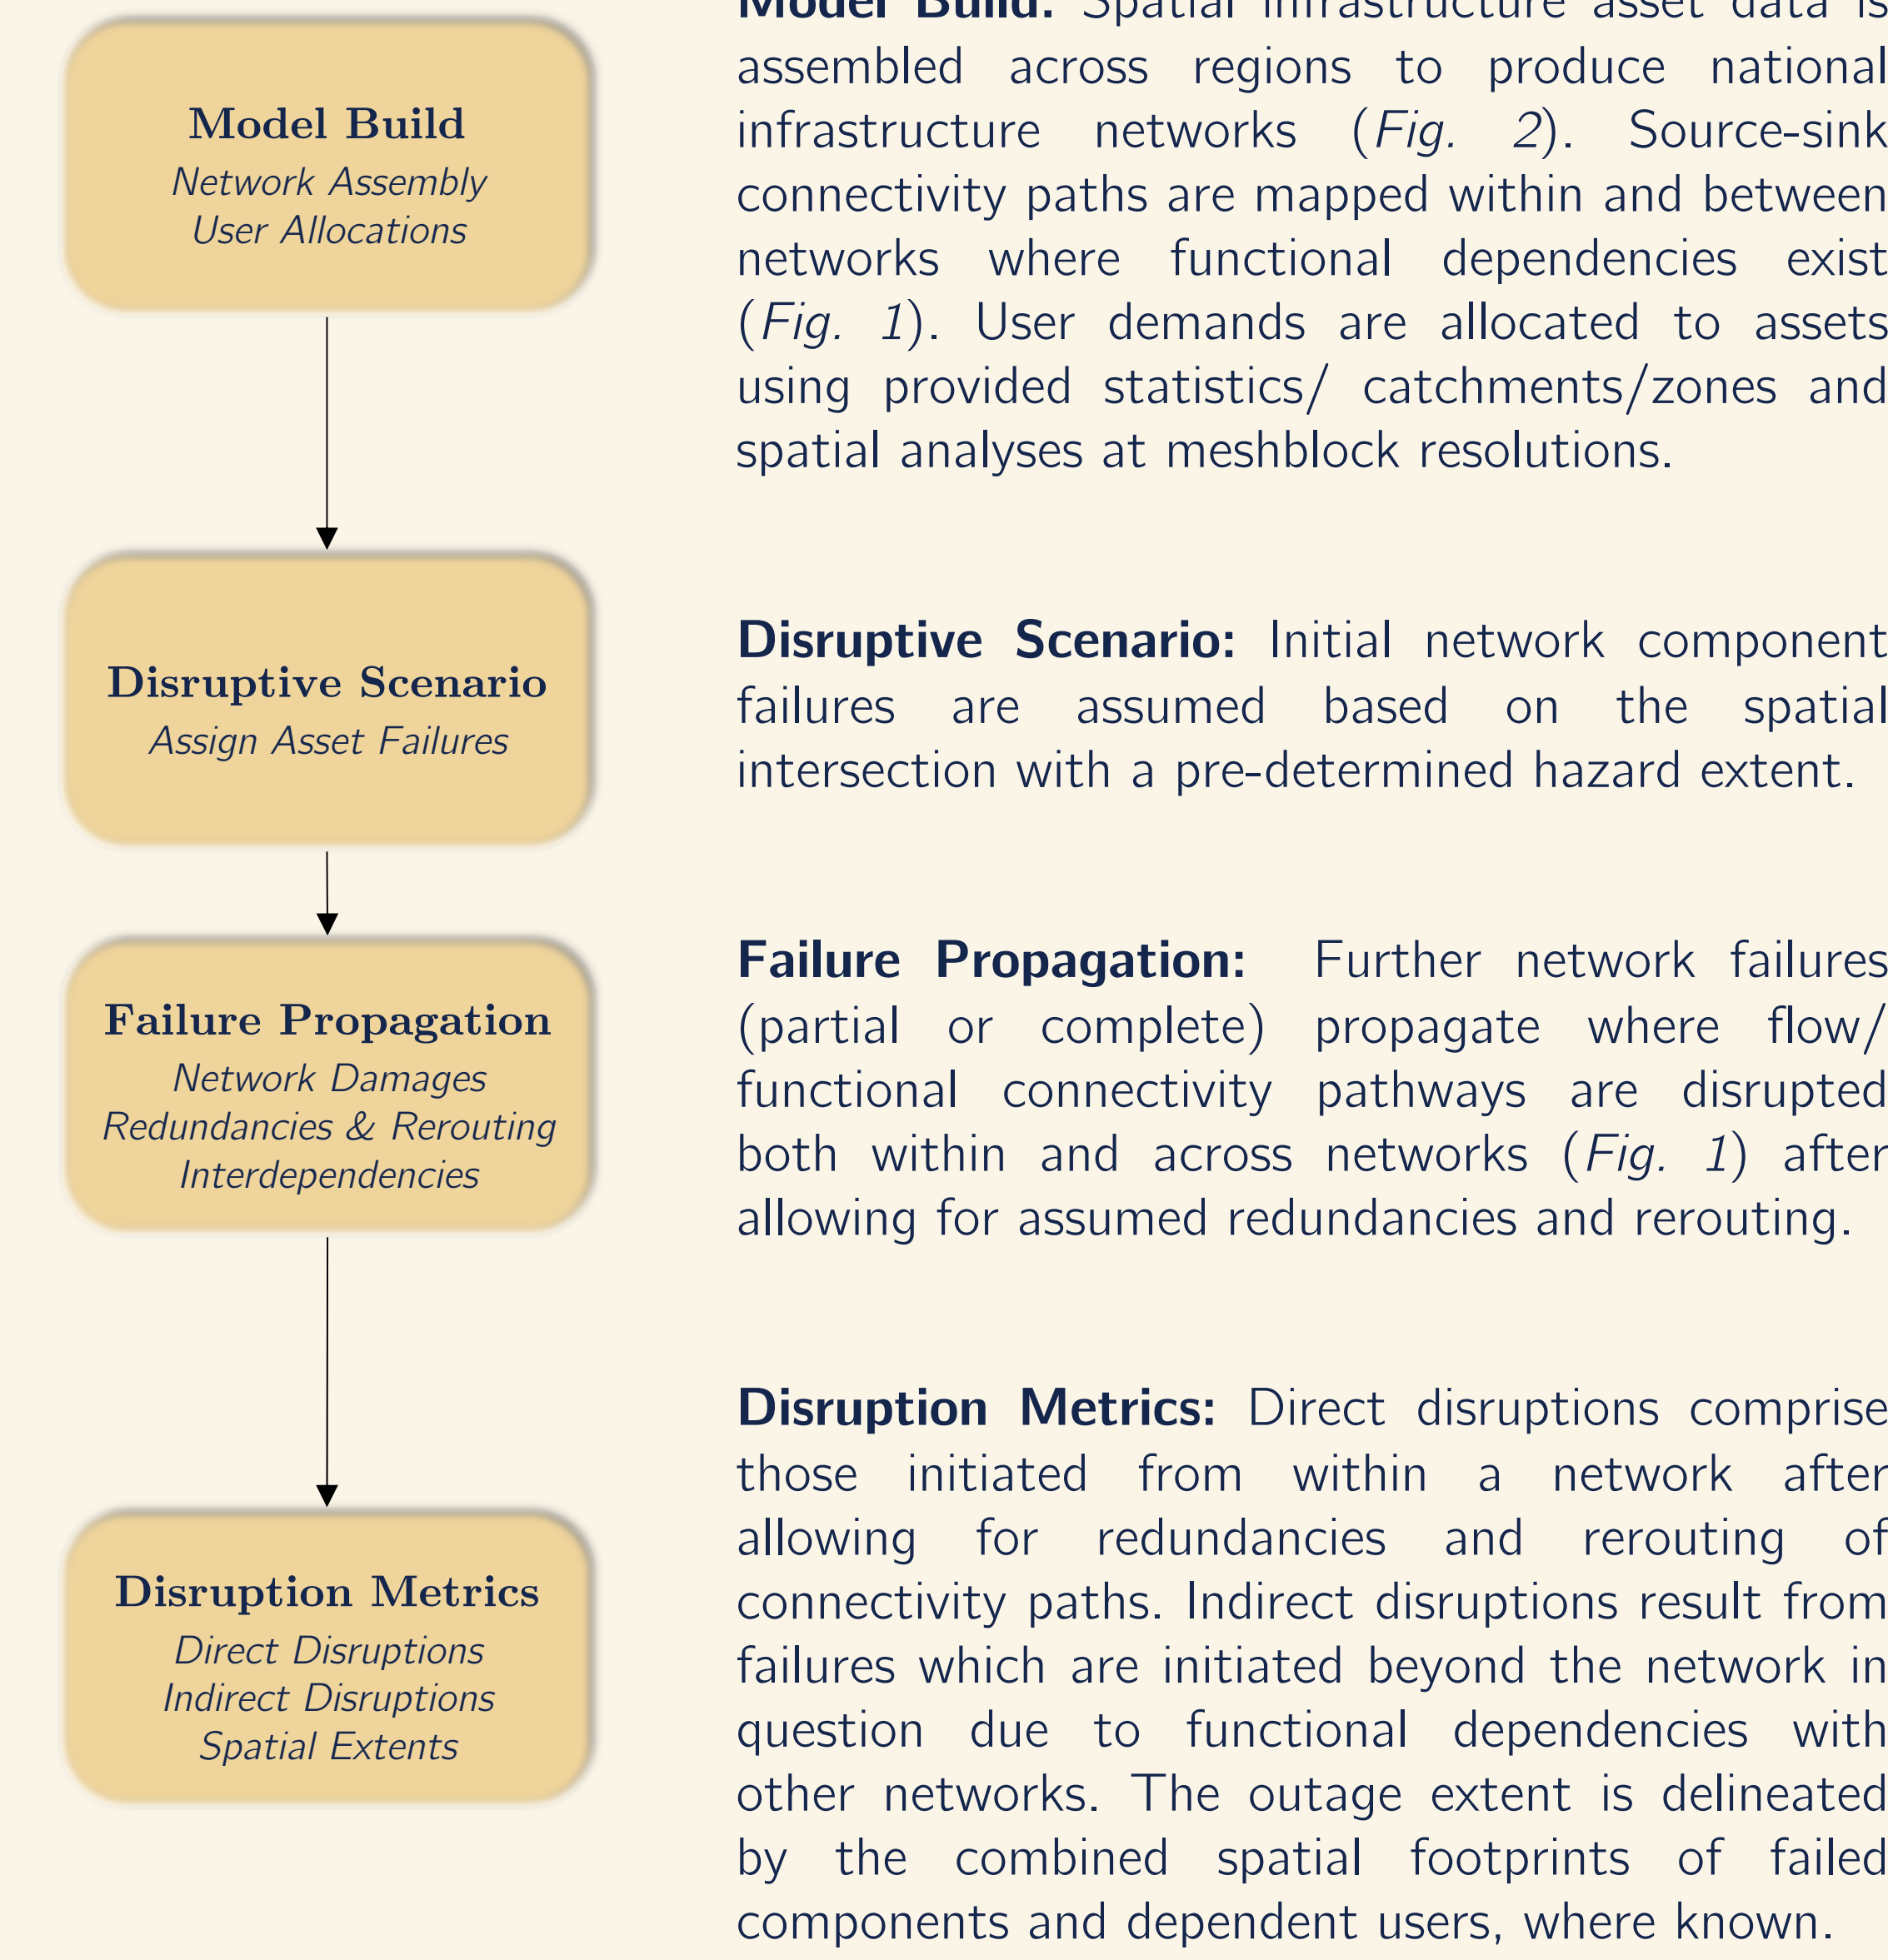 Model Build
Network Assembly
User Allocations
Disruptive Scenario
Assign Asset Failures
Failure Propagation
Network Damages
Redundancies & Rerouting
Interdependencies
Disruption Metrics
Direct Disruptions
Indirect Disruptions
Spatial Extents
Model Build: Spatial infrastructure asset data is
assembled across regions to produce national
infrastructure networks (Fig. 2). Source-sink
connectivity paths are mapped within and between
networks where functional dependencies exist
(Fig. 1). User demands are allocated to assets
using provided statistics/ catchments/zones and
spatial analyses at meshblock resolutions.
Disruptive Scenario: Initial network component
failures are assumed based on the spatial
intersection with a pre-determined hazard extent.
Failure Propagation: Further network failures
(partial or complete) propagate where flow/
functional connectivity pathways are disrupted
both within and across networks (Fig. 1) after
allowing for assumed redundancies and rerouting.
Disruption Metrics: Direct disruptions comprise
those initiated from within a network after
allowing for redundancies and rerouting of
connectivity paths. Indirect disruptions result from
failures which are initiated beyond the network in
question due to functional dependencies with
other networks. The outage extent is delineated
by the combined spatial footprints of failed
components and dependent users, where known.